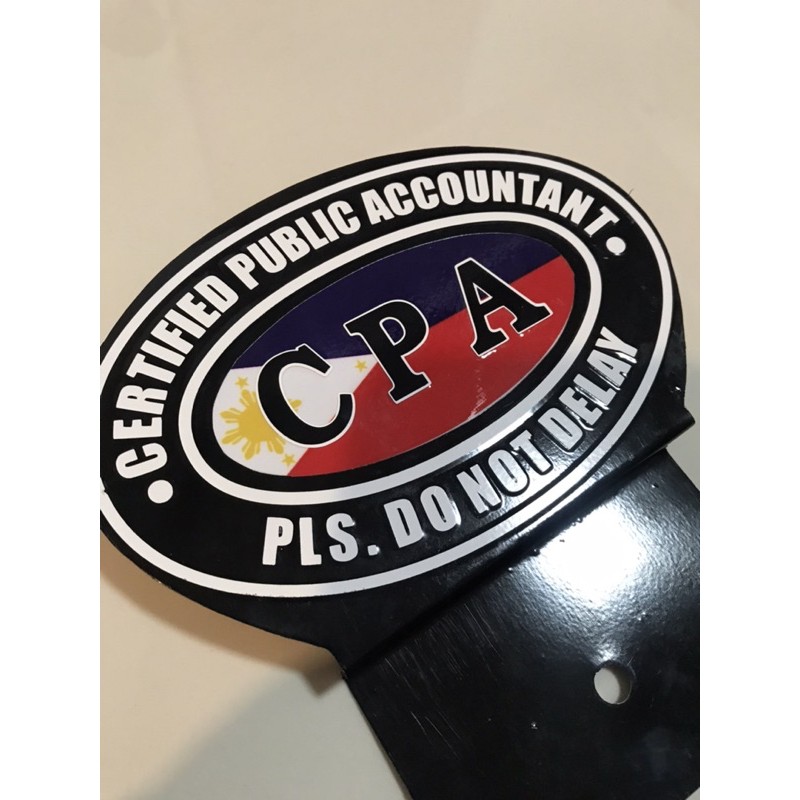 •CERTIFIED PUBLIC ACCOUNTANT•
CPA
PLS. DO NOT DELAY